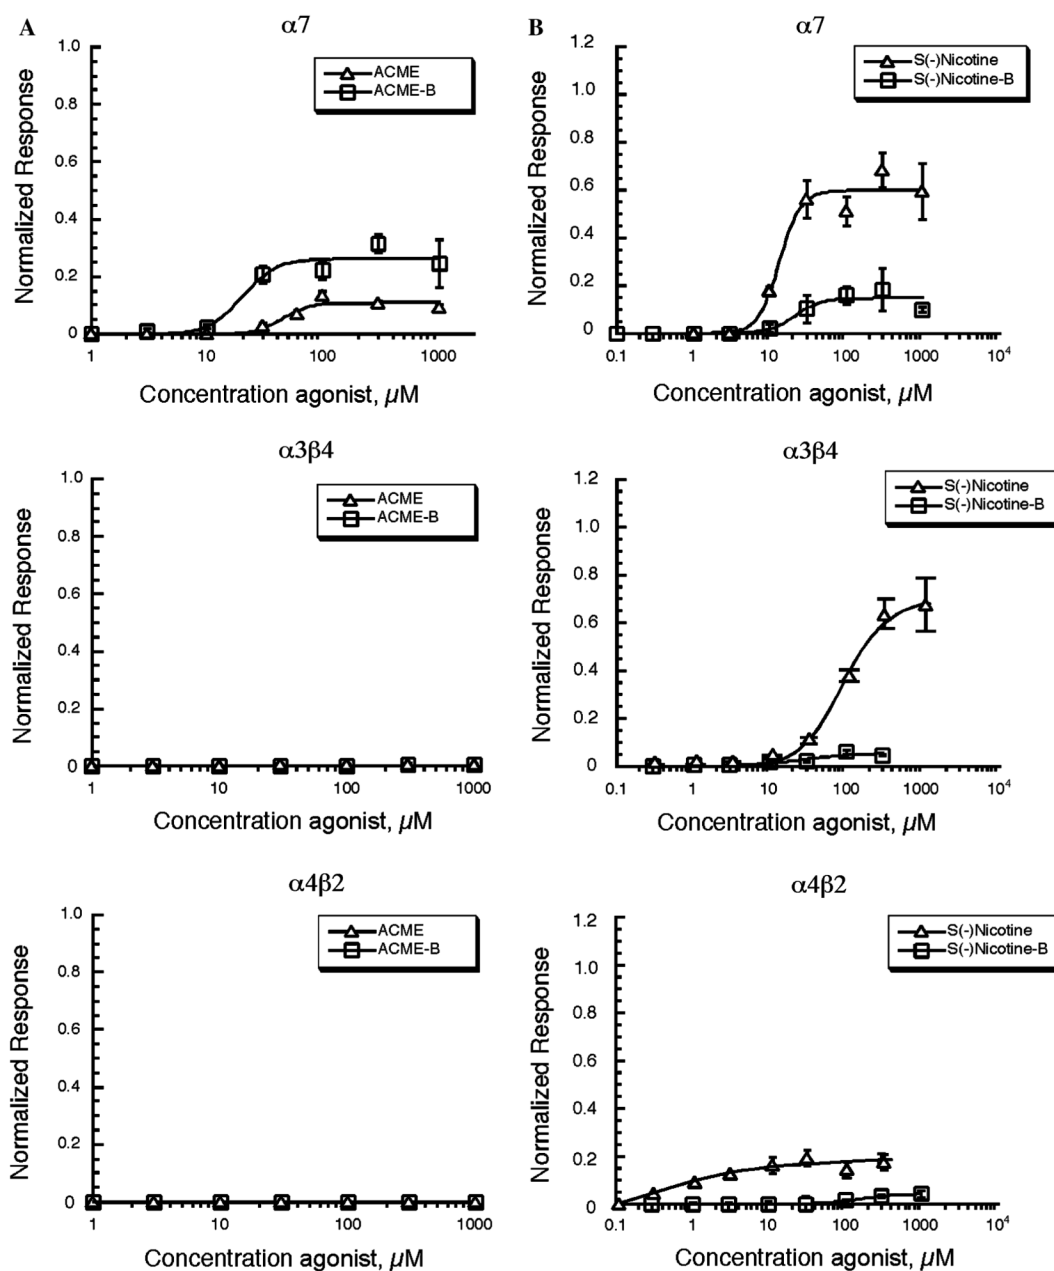 A
α7
Normalized Response
1.0
0.8
0.6
0.4
0.2
0
ACME
ACME-B
1
10
100
1000
Concentration agonist, µM
B
α7
Normalized Response
1.2
1.0
0.8
0.6
0.4
0.2
0
S(-)Nicotine
S(-)Nicotine-B
0.1
1
10
100
1000
10⁴
Concentration agonist, µM
α3β4
Normalized Response
1.0
0.8
0.6
0.4
0.2
0
ACME
ACME-B
1
10
100
1000
Concentration agonist, µM
α3β4
Normalized Response
1.2
1.0
0.8
0.6
0.4
0.2
0
S(-)Nicotine
S(-)Nicotine-B
0.1
1
10
100
1000
10⁴
Concentration agonist, µM
α4β2
Normalized Response
1.0
0.8
0.6
0.4
0.2
0
ACME
ACME-B
1
10
100
1000
Concentration agonist, µM
α4β2
Normalized Response
1.2
1.0
0.8
0.6
0.4
0.2
0
S(-)Nicotine
S(-)Nicotine-B
0.1
1
10
100
1000
10⁴
Concentration agonist, µM